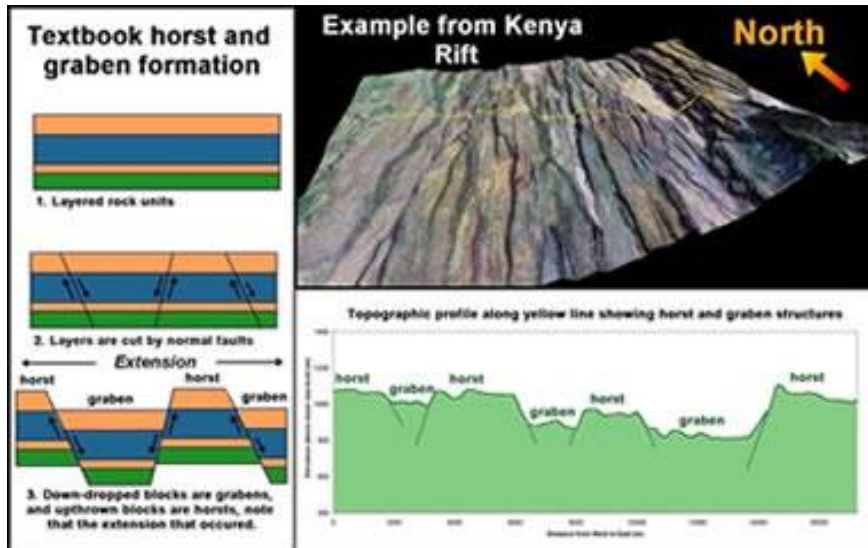 Textbook horst and
graben formation
1. Layered rock units
2. Layers are cut by normal faults
Extension
horst
horst
graben
graben
3. Down-dropped blocks are grabens,
and upthrown blocks are horsts, note
that the extension that occured.
Example from Kenya
Rift
North
Topographic profile along yellow line showing horst and graben structures
horst
graben
horst
graben
horst
graben
horst
0